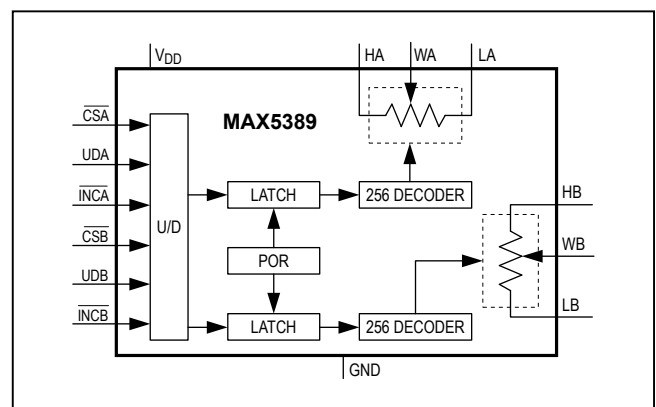 VDD
HA WA LA
MAX5389
CSA
UDA
INCA
CSB
UDB
INCB
U/D
LATCH
256 DECODER
POR
LATCH
256 DECODER
HB
WB
LB
GND